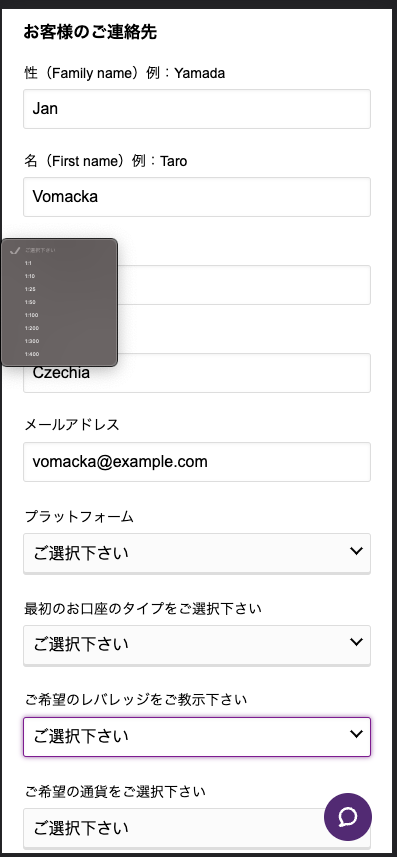 お客様のご連絡先
性（Family name）例：Yamada
Jan
名（First name）例：Taro
Vomacka
ご選択下さい
1:1
1:10
1:25
1:50
1:100
1:200
1:300
1:400
Czechia
メールアドレス
vomacka@example.com
プラットフォーム
ご選択下さい
最初のお口座のタイプをご選択下さい
ご選択下さい
ご希望のレバレッジをご教示下さい
ご選択下さい
ご希望の通貨をご選択下さい
ご選択下さい